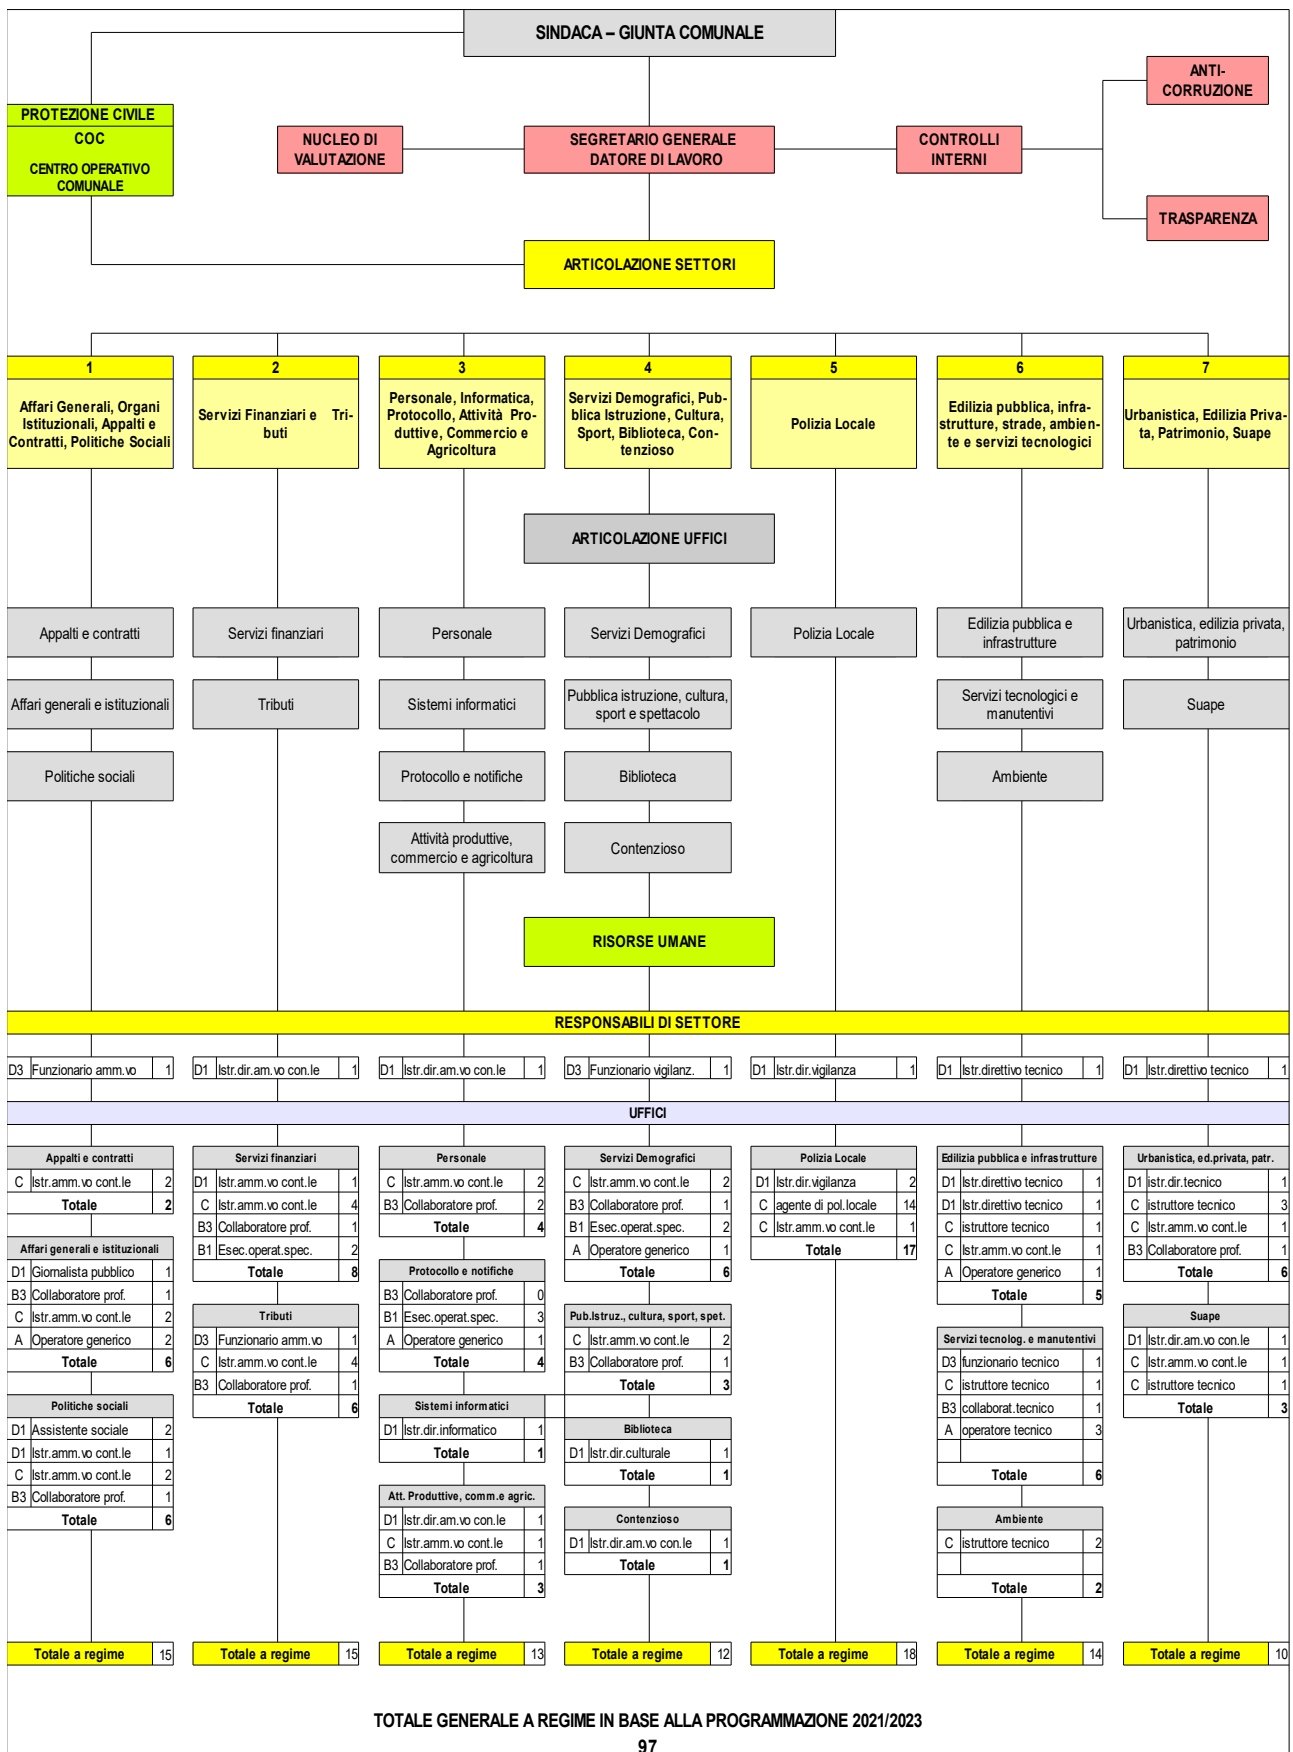 SINDACA – GIUNTA COMUNALE
ANTI-
CORRUZIONE
PROTEZIONE CIVILE
COC
CENTRO OPERATIVO
COMUNALE
NUCLEO DI
VALUTAZIONE
SEGRETARIO GENERALE
DATORE DI LAVORO
CONTROLLI
INTERNI
TRASPARENZA
ARTICOLAZIONE SETTORI
1
Affari Generali, Organi
Istituzionali, Appalti e
Contratti, Politiche Sociali
2
Servizi Finanziari e Tri-
buti
3
Personale, Informatica,
Protocollo, Attività Pro-
duttive, Commercio e
Agricoltura
4
Servizi Demografici, Pub-
blica Istruzione, Cultura,
Sport, Biblioteca, Con-
tenzioso
5
Polizia Locale
6
Edilizia pubblica, infra-
strutture, strade, ambien-
te e servizi tecnologici
7
Urbanistica, Edilizia Priva-
ta, Patrimonio, Suape
ARTICOLAZIONE UFFICI
Appalti e contratti
Servizi finanziari
Personale
Servizi Demografici
Polizia Locale
Edilizia pubblica e
infrastrutture
Urbanistica, edilizia privata,
patrimonio
Affari generali e istituzionali
Tributi
Sistemi informatici
Pubblica istruzione, cultura,
sport e spettacolo
Servizi tecnologici e
manutentivi
Suape
Politiche sociali
Protocollo e notifiche
Biblioteca
Ambiente
Attività produttive,
commercio e agricoltura
Contenzioso
RISORSE UMANE
RESPONSABILI DI SETTORE
D3 Funzionario amm.vo 1
D1 Istr.dir.am.vo con.le 1
D1 Istr.dir.am.vo con.le 1
D3 Funzionario vigilanz. 1
D1 Istr.dir.vigilanza 1
D1 Istr.direttivo tecnico 1
D1 Istr.direttivo tecnico 1
UFFICI
Appalti e contratti
C Istr.amm.vo cont.le 2
Totale 2
Affari generali e istituzionali
D1 Giornalista pubblico 1
B3 Collaboratore prof. 1
C Istr.amm.vo cont.le 2
A Operatore generico 2
Totale 6
Politiche sociali
D1 Assistente sociale 2
D1 Istr.amm.vo cont.le 1
C Istr.amm.vo cont.le 2
B3 Collaboratore prof. 1
Totale 6
Servizi finanziari
D1 Istr.amm.vo cont.le 1
C Istr.amm.vo cont.le 4
B3 Collaboratore prof. 1
B1 Esec.operat.spec. 2
Totale 8
Tributi
D3 Funzionario amm.vo 1
C Istr.amm.vo cont.le 4
B3 Collaboratore prof. 1
Totale 6
Personale
C Istr.amm.vo cont.le 2
B3 Collaboratore prof. 2
Totale 4
Protocollo e notifiche
B3 Collaboratore prof. 0
B1 Esec.operat.spec. 3
A Operatore generico 1
Totale 4
Sistemi informatici
D1 Istr.dir.informatico 1
Totale 1
Att. Produttive, comm.e agric.
D1 Istr.dir.am.vo con.le 1
C Istr.amm.vo cont.le 1
B3 Collaboratore prof. 1
Totale 3
Servizi Demografici
C Istr.amm.vo cont.le 2
B3 Collaboratore prof. 1
B1 Esec.operat.spec. 2
A Operatore generico 1
Totale 6
Pub.Istruz., cultura, sport, spet.
C Istr.amm.vo cont.le 2
B3 Collaboratore prof. 1
Totale 3
Biblioteca
D1 Istr.dir.culturale 1
Totale 1
Contenzioso
D1 Istr.dir.am.vo con.le 1
Totale 1
Polizia Locale
D1 Istr.dir.vigilanza 2
C agente di pol.locale 14
C Istr.amm.vo cont.le 1
Totale 17
Edilizia pubblica e infrastrutture
D1 Istr.direttivo tecnico 1
D1 Istr.direttivo tecnico 1
C istruttore tecnico 1
C Istr.amm.vo cont.le 1
A Operatore generico 1
Totale 5
Servizi tecnolog. e manutentivi
D3 funzionario tecnico 1
C istruttore tecnico 1
B3 collaborat.tecnico 1
A operatore tecnico 3
Totale 6
Ambiente
C istruttore tecnico 2
Totale 2
Urbanistica, ed.privata, patr.
D1 istr.dir.tecnico 1
C istruttore tecnico 3
C Istr.amm.vo cont.le 1
B3 Collaboratore prof. 1
Totale 6
Suape
D1 Istr.dir.am.vo con.le 1
C Istr.amm.vo cont.le 1
C istruttore tecnico 1
Totale 3
Totale a regime 15
Totale a regime 15
Totale a regime 13
Totale a regime 12
Totale a regime 18
Totale a regime 14
Totale a regime 10
TOTALE GENERALE A REGIME IN BASE ALLA PROGRAMMAZIONE 2021/2023
97